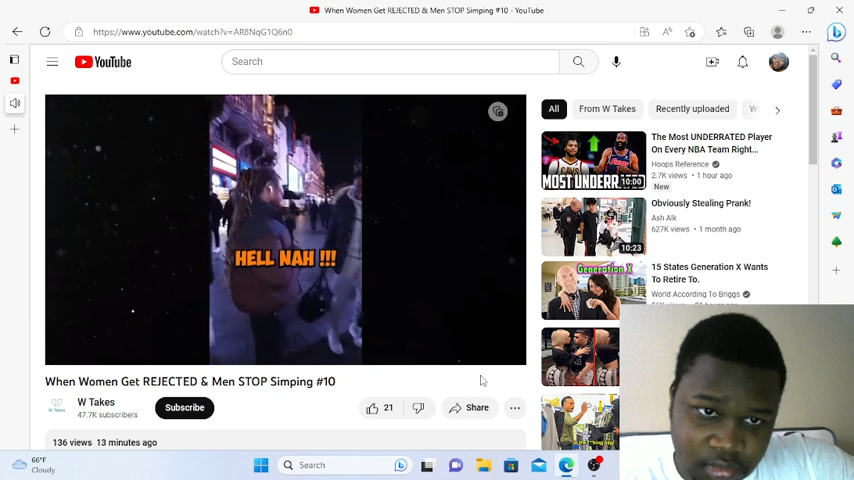 When Women Get REJECTED & Men STOP Simping #10 - YouTube
https://www.youtube.com/watch?v=AR8NqG1Q6n0
YouTube
Search
All
From W Takes
Recently uploaded
HELL NAH !!!
MOST UNDERR
10:00
The Most UNDERRATED Player
On Every NBA Team Right...
Hoops Reference
2.7K views • 1 hour ago
New
10:23
Obviously Stealing Prank!
Ash Alk
627K views • 1 month ago
Generation X
15 States Generation X Wants
To Retire To.
World According To Briggs
When Women Get REJECTED & Men STOP Simping #10
W Takes
W Takes
47.7K subscribers
Subscribe
21
Share
136 views 13 minutes ago
66°F
Cloudy
Search